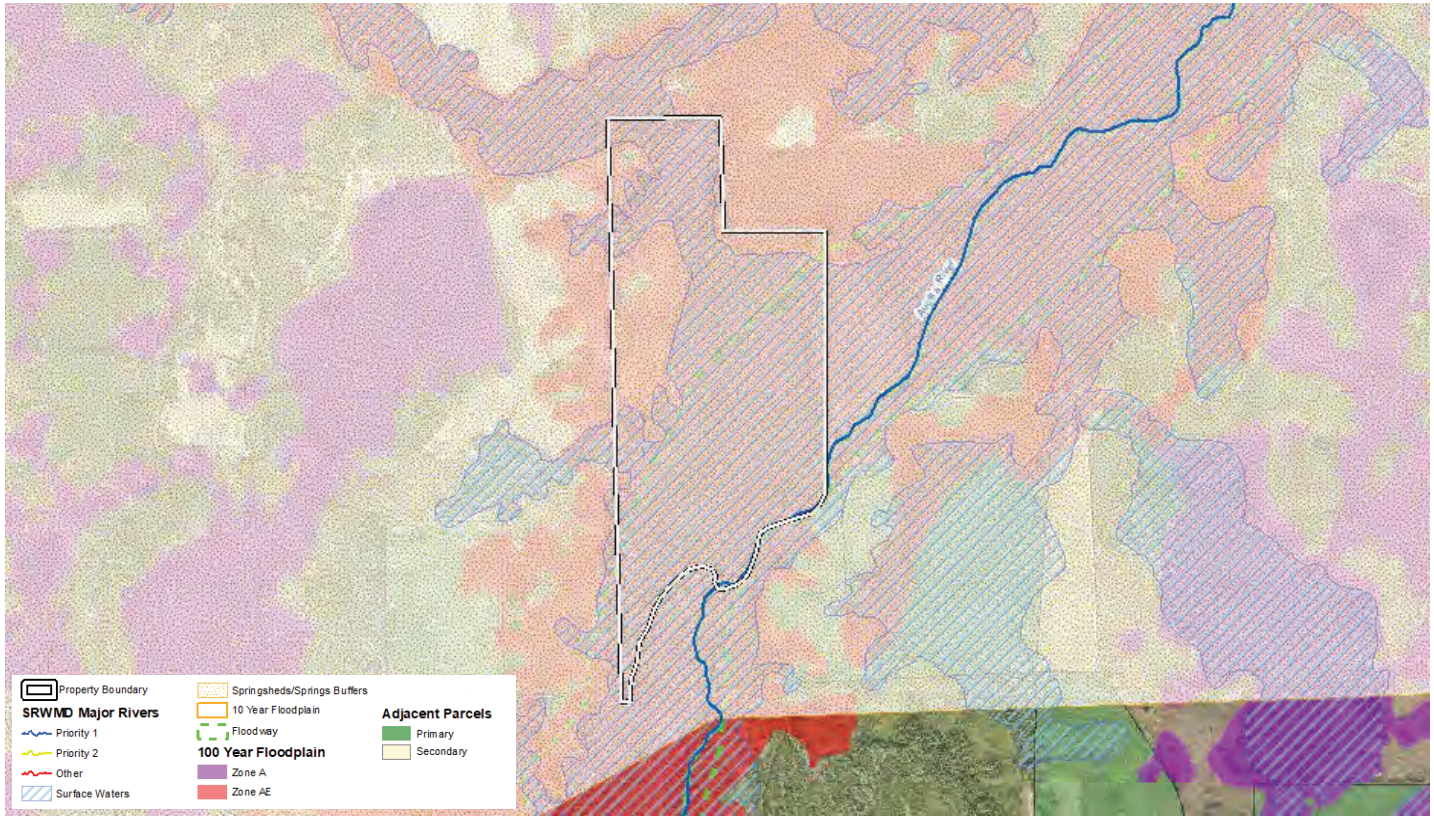 River
Property Boundary
SRWMD Major Rivers
Priority 1
Priority 2
Other
Surface Waters
Springsheds/Springs Buffers
10 Year Floodplain
Floodway
100 Year Floodplain
Zone A
Zone AE
Adjacent Parcels
Primary
Secondary